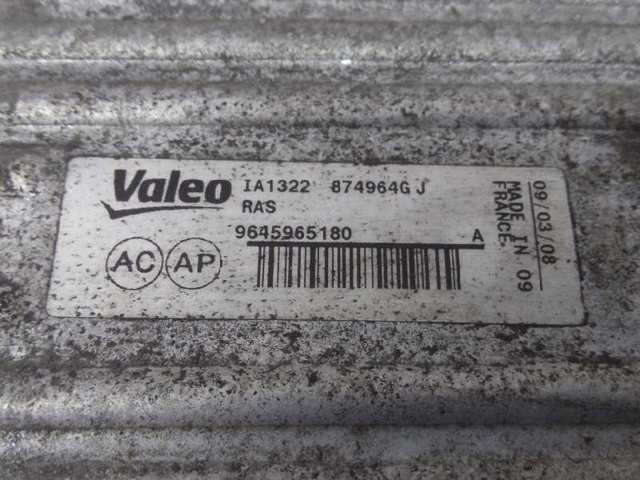 Valeo IA1322 874964G J
RAS
9645965180 A
AC AP
09/03/08
MADE IN 09
FRANCE